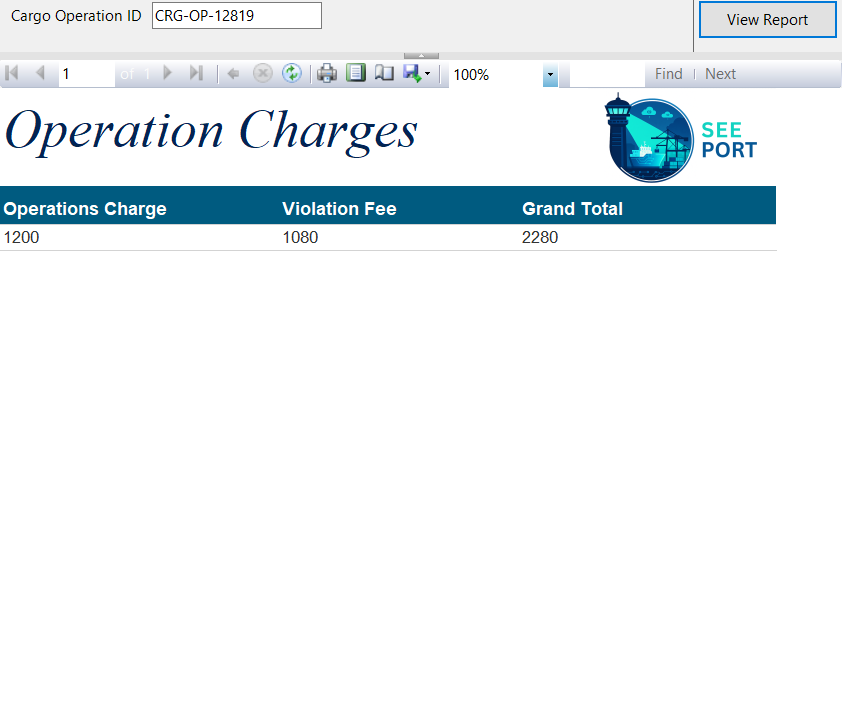 Cargo Operation ID CRG-OP-12819 View Report
1 of 1 100% Find Next
Operation Charges
SEE
PORT
Operations Charge Violation Fee Grand Total
1200 1080 2280